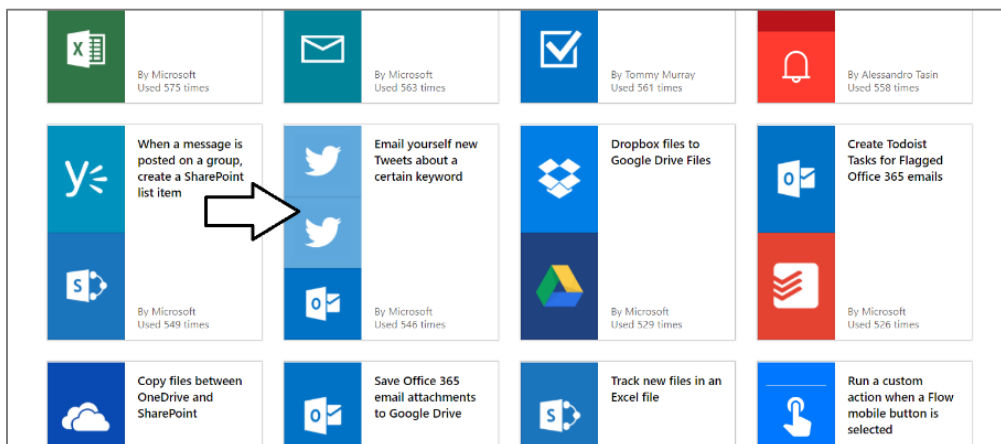 By Microsoft
Used 575 times
By Microsoft
Used 563 times
By Tommy Murray
Used 561 times
By Alessandro Tasin
Used 558 times
When a message is
posted on a group,
create a SharePoint
list item
By Microsoft
Used 549 times
Email yourself new
Tweets about a
certain keyword
By Microsoft
Used 546 times
Dropbox files to
Google Drive Files
By Microsoft
Used 529 times
Create Todoist
Tasks for Flagged
Office 365 emails
By Microsoft
Used 526 times
Copy files between
OneDrive and
SharePoint
Save Office 365
email attachments
to Google Drive
Track new files in an
Excel file
Run a custom
action when a Flow
mobile button is
selected